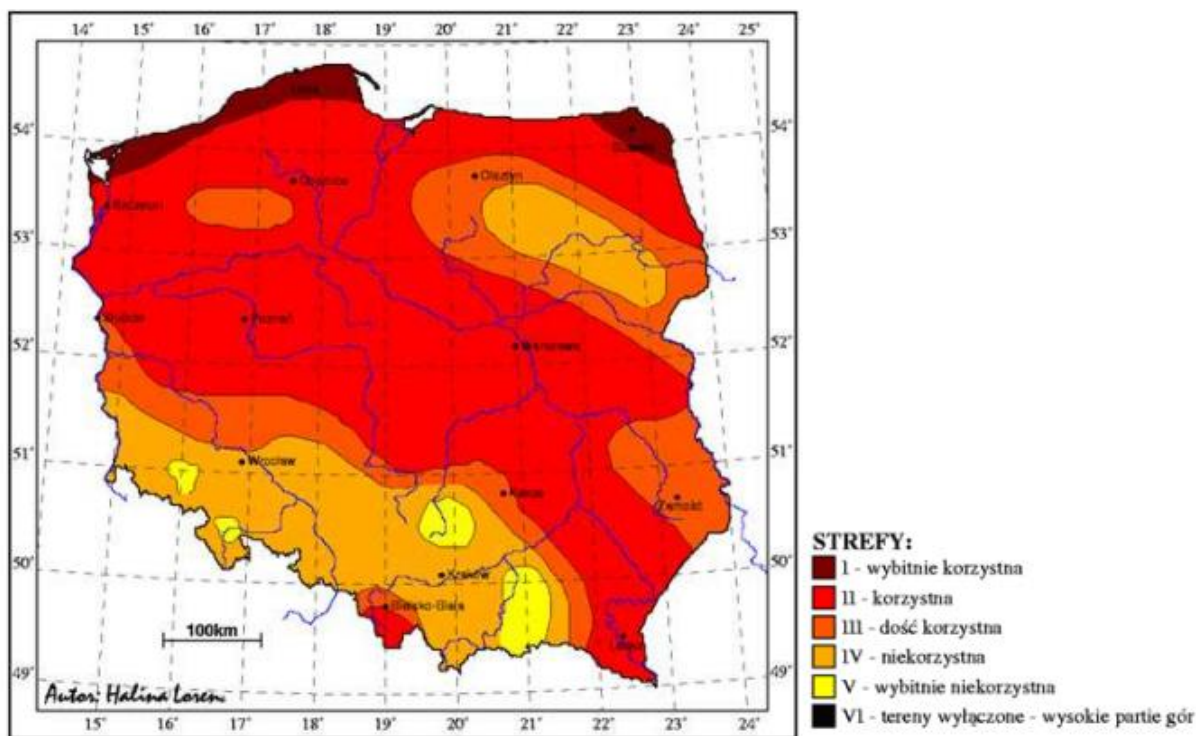 14° 15° 16° 17° 18° 19° 20° 21° 22° 23° 24° 25°
54° 54°
Olsztyn
53° 53°
Poznań
52° 52°
51° 51°
Wrocław
Kielce
Zamość
50° 50°
Kraków
Bielsko-Biała
100km
49° 49°
Autor: Halina Lorenc
15° 16° 17° 18° 19° 20° 21° 22° 23° 24°
STREFY:
I - wybitnie korzystna
II - korzystna
III - dość korzystna
IV - niekorzystna
V - wybitnie niekorzystna
VI - tereny wyłączone - wysokie partie gór